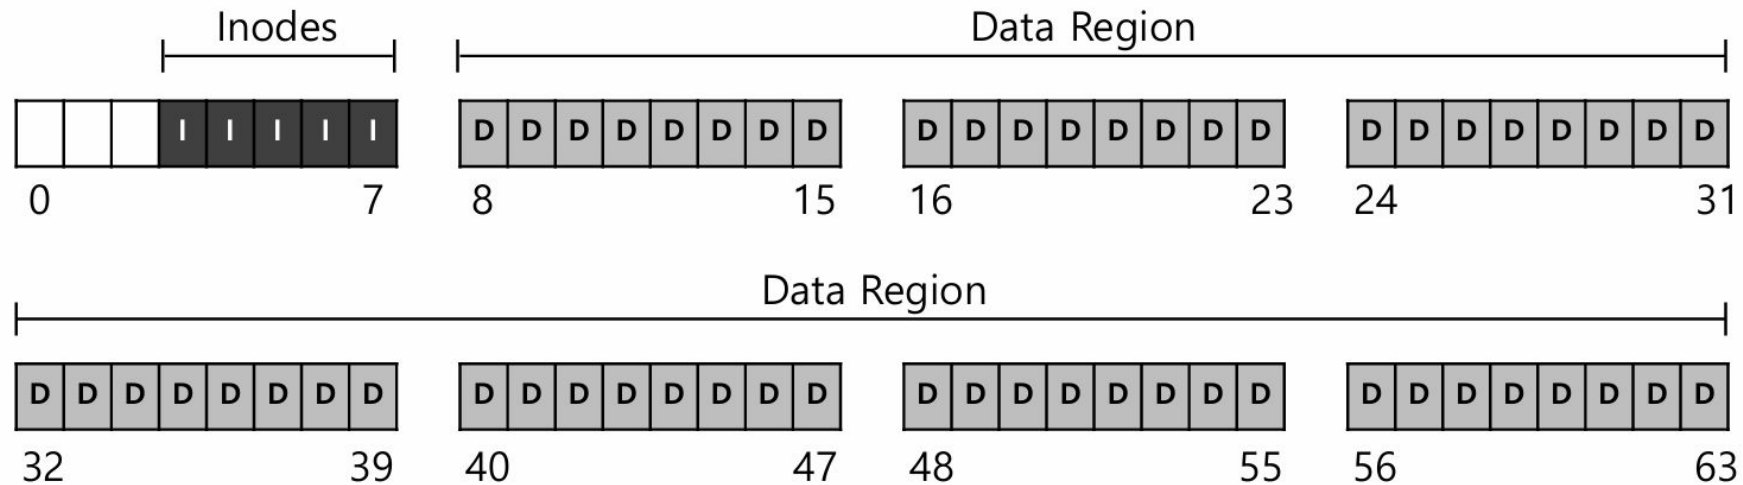 Inodes Data Region
I I I I I D D D D D D D D D D D D D D D D D D D D D D D D
0 7 8 15 16 23 24 31
Data Region
D D D D D D D D D D D D D D D D D D D D D D D D D D D D D D D D
32 39 40 47 48 55 56 63